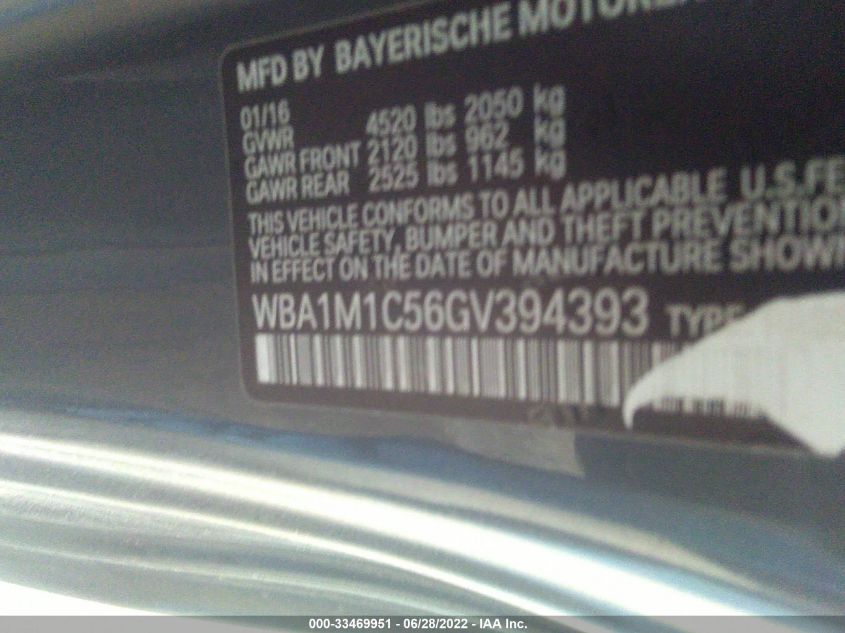 MFD BY BAYERISCHE MOTOREN
01/16
GVWR 4520 lbs 2050 kg
GAWR FRONT 2120 lbs 962 kg
GAWR REAR 2525 lbs 1145 kg
THIS VEHICLE CONFORMS TO ALL APPLICABLE U.S.FE
VEHICLE SAFETY, BUMPER AND THEFT PREVENTION
IN EFFECT ON THE DATE OF MANUFACTURE SHOWN
WBA1M1C56GV394393 TYPE
000-33469951 - 06/28/2022 - IAA Inc.